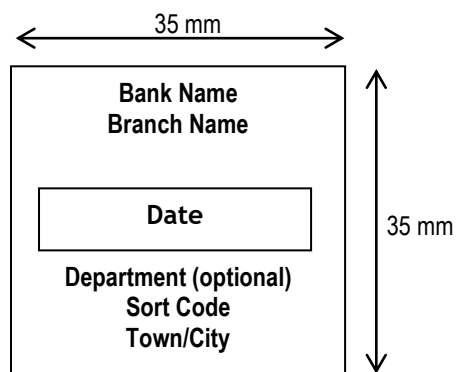 35 mm
Bank Name
Branch Name
Date
35 mm
Department (optional)
Sort Code
Town/City